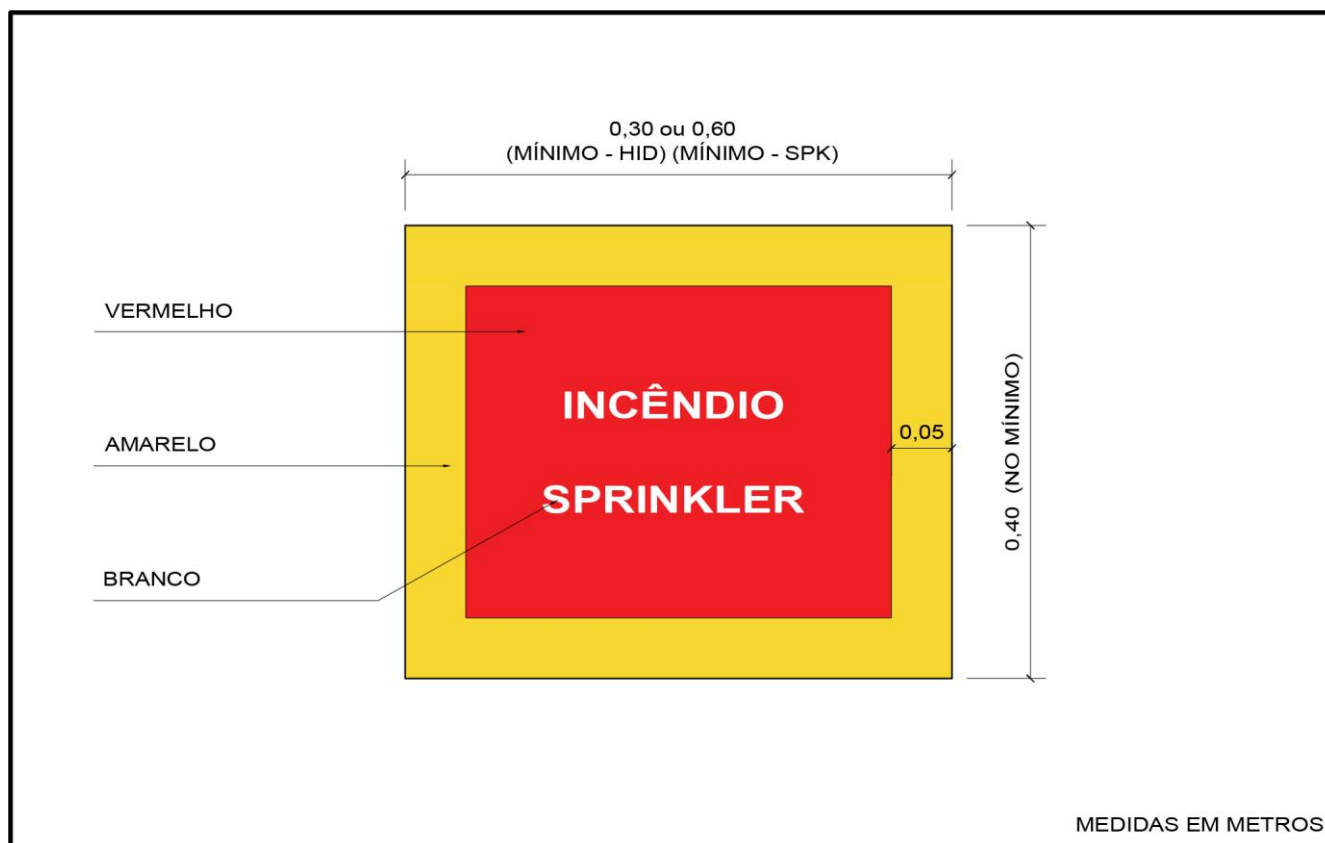 0,30 ou 0,60
(MÍNIMO - HID) (MÍNIMO - SPK)
VERMELHO
INCÊNDIO
0,05
AMARELO
0,40 (NO MÍNIMO)
SPRINKLER
BRANCO
MEDIDAS EM METROS